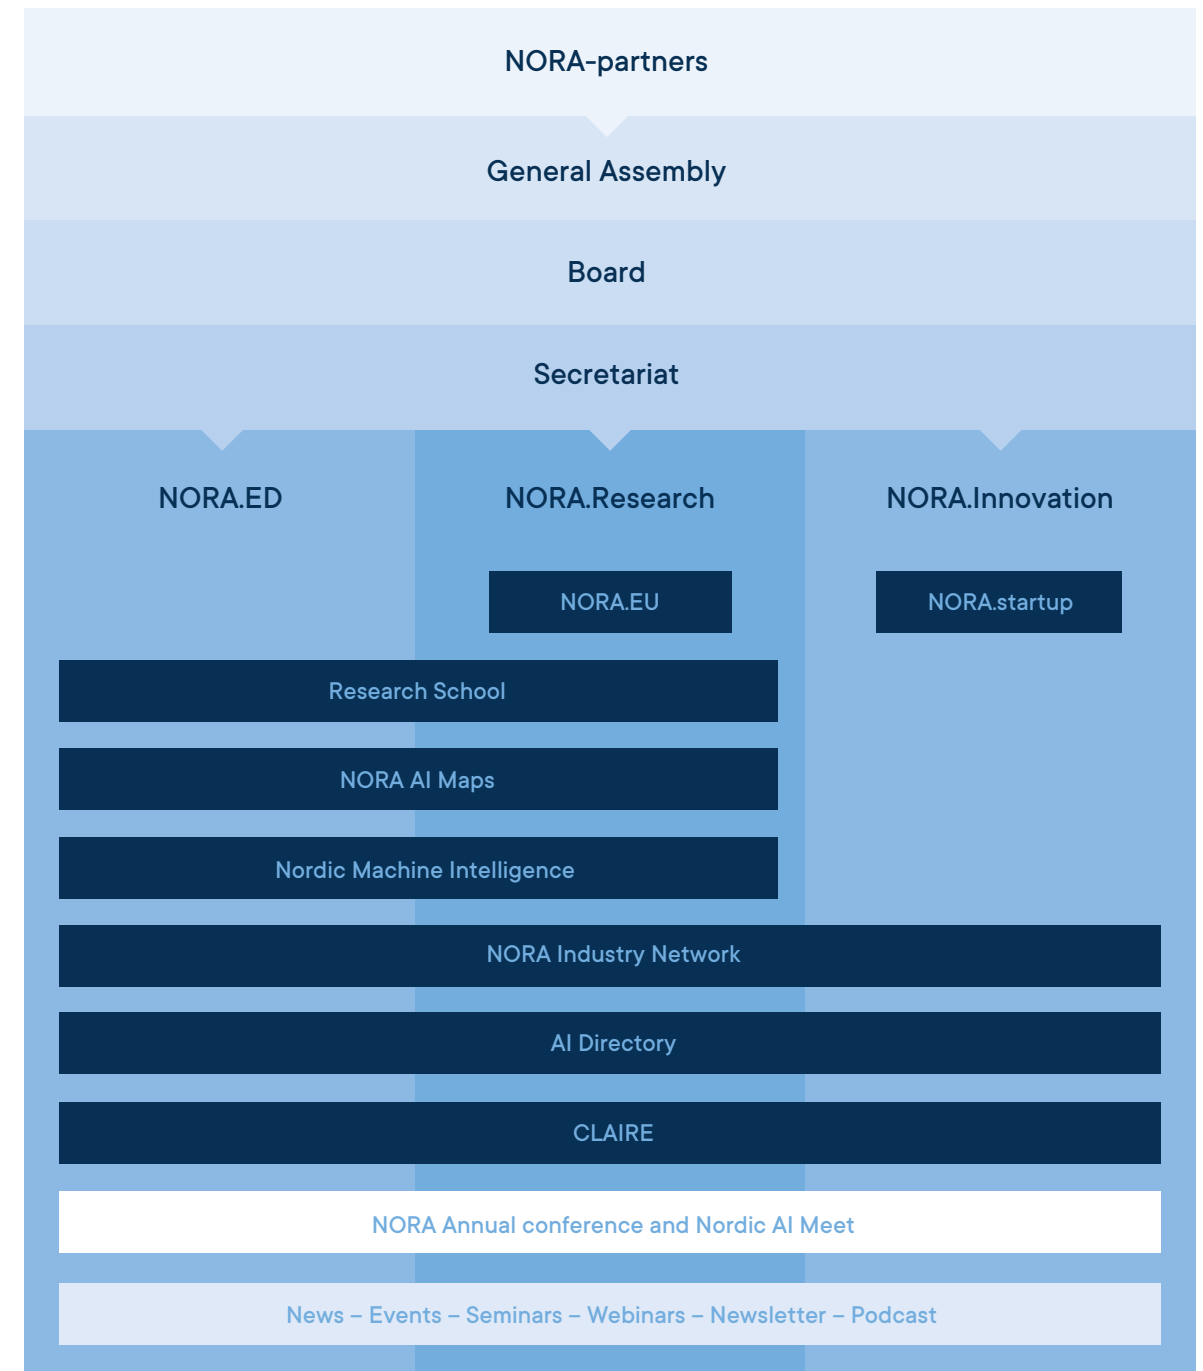 NORA-partners
General Assembly
Board
Secretariat
NORA.ED
NORA.Research
NORA.Innovation
NORA.EU
NORA.startup
Research School
NORA AI Maps
Nordic Machine Intelligence
NORA Industry Network
AI Directory
CLAIRE
NORA Annual conference and Nordic AI Meet
News – Events – Seminars – Webinars – Newsletter – Podcast